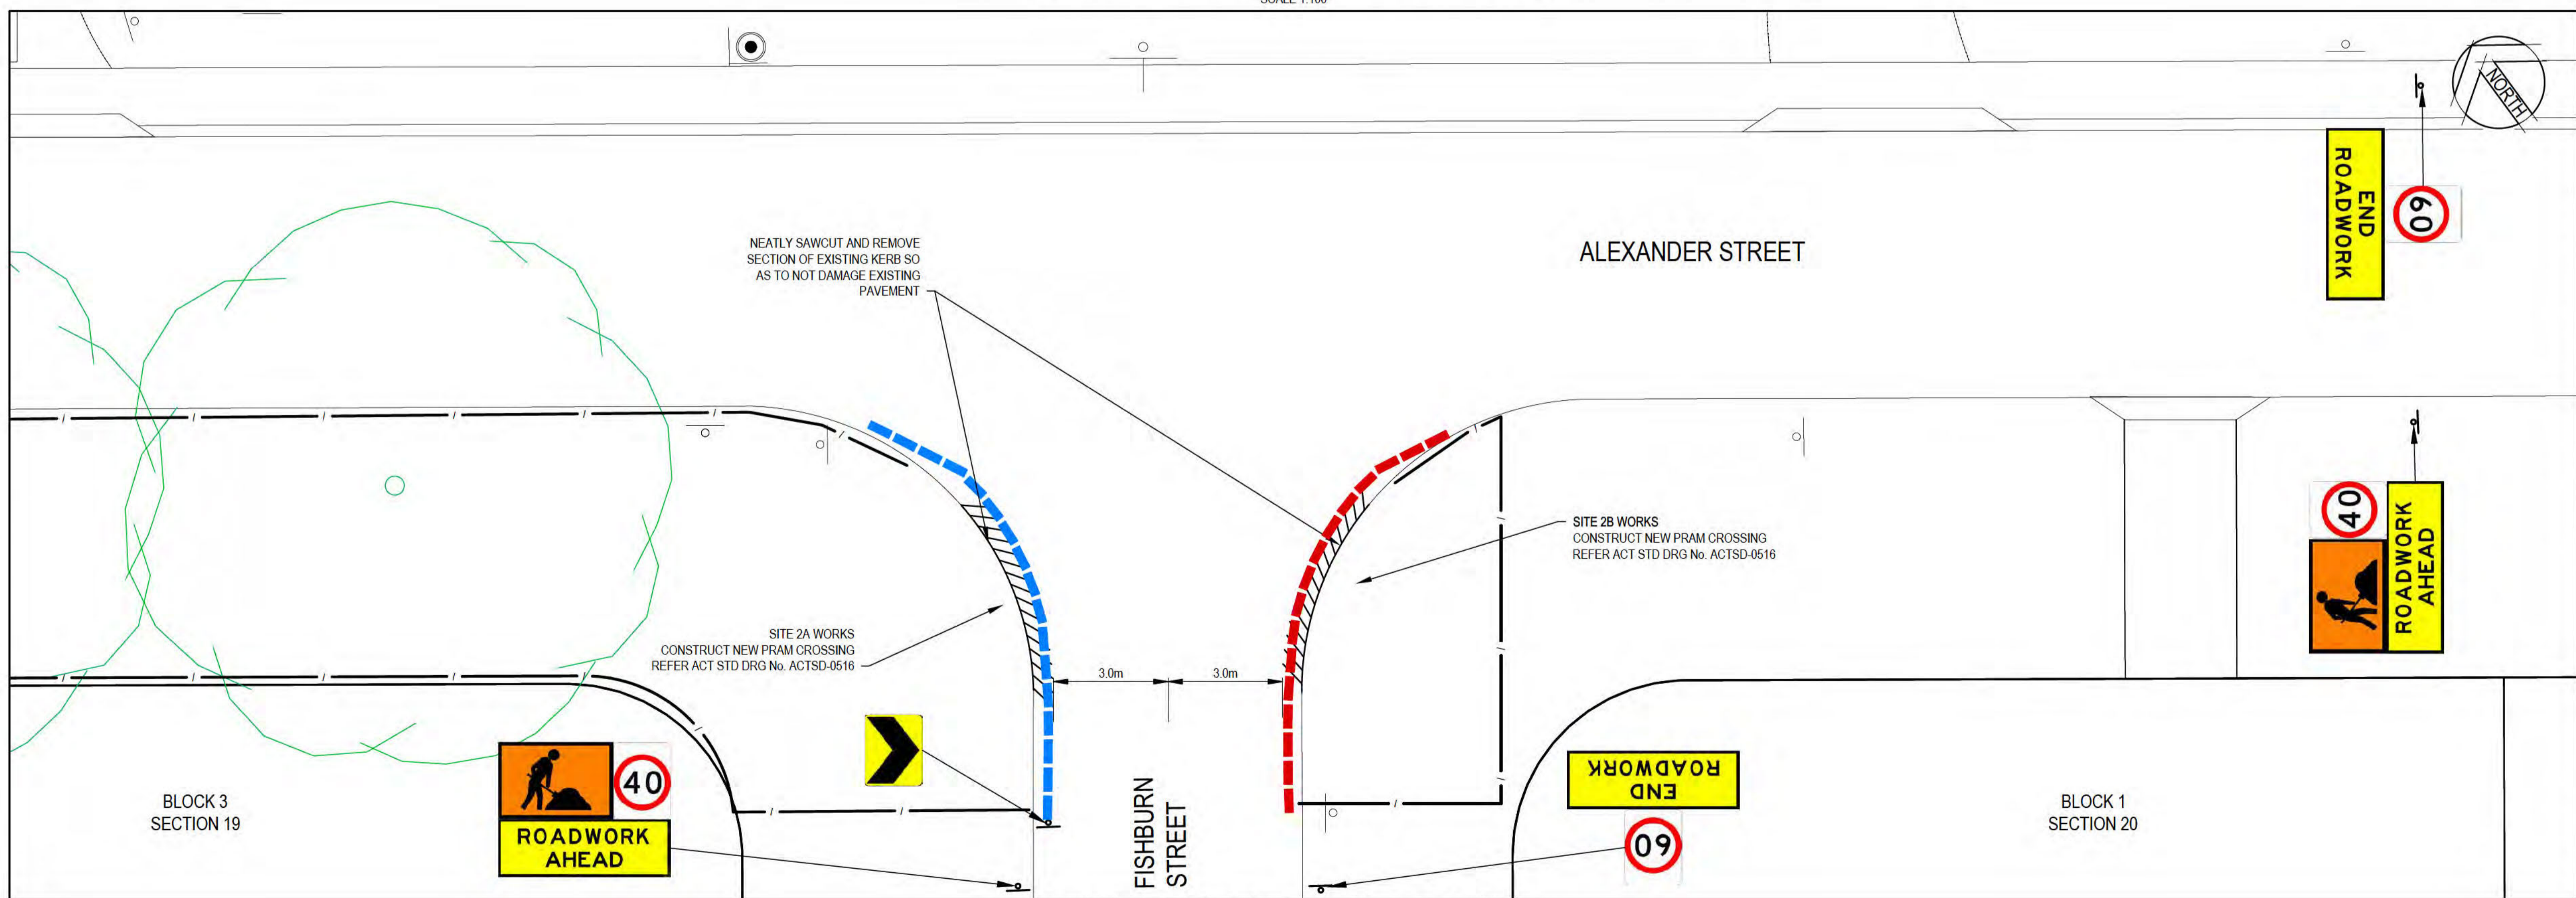 SCALE 1:100
NORTH
END
ROADWORK
60
NEATLY SAWCUT AND REMOVE
SECTION OF EXISTING KERB SO
AS TO NOT DAMAGE EXISTING
PAVEMENT
ALEXANDER STREET
40
ROADWORK
AHEAD
SITE 2B WORKS
CONSTRUCT NEW PRAM CROSSING
REFER ACT STD DRG No. ACTSD-0516
SITE 2A WORKS
CONSTRUCT NEW PRAM CROSSING
REFER ACT STD DRG No. ACTSD-0516
3.0m
3.0m
40
ROADWORK
AHEAD
FISHBURN
STREET
END
ROADWORK
60
BLOCK 3
SECTION 19
BLOCK 1
SECTION 20